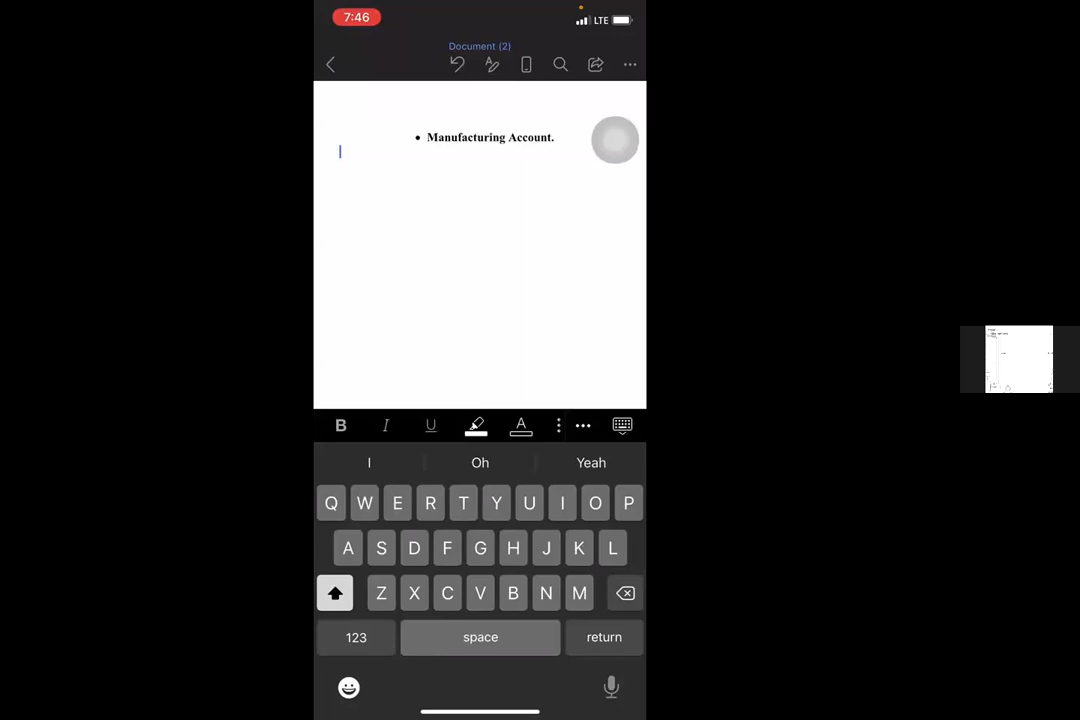 7:46
LTE
Document (2)
• Manufacturing Account.
B I U A
I Oh Yeah
Q W E R T Y U I O P
A S D F G H J K L
Z X C V B N M
123 space return